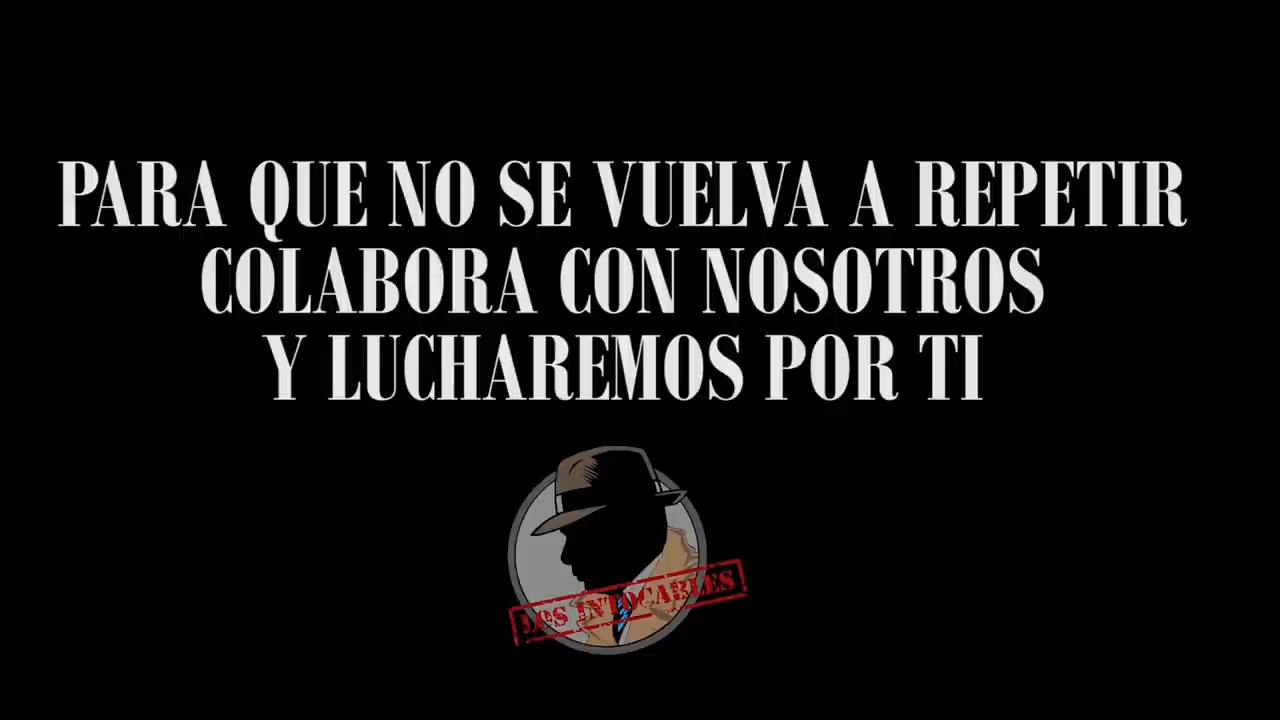 PARA QUE NO SE VUELVA A REPETIR
COLABORA CON NOSOTROS
Y LUCHAREMOS POR TI
LOS INTOCABLES